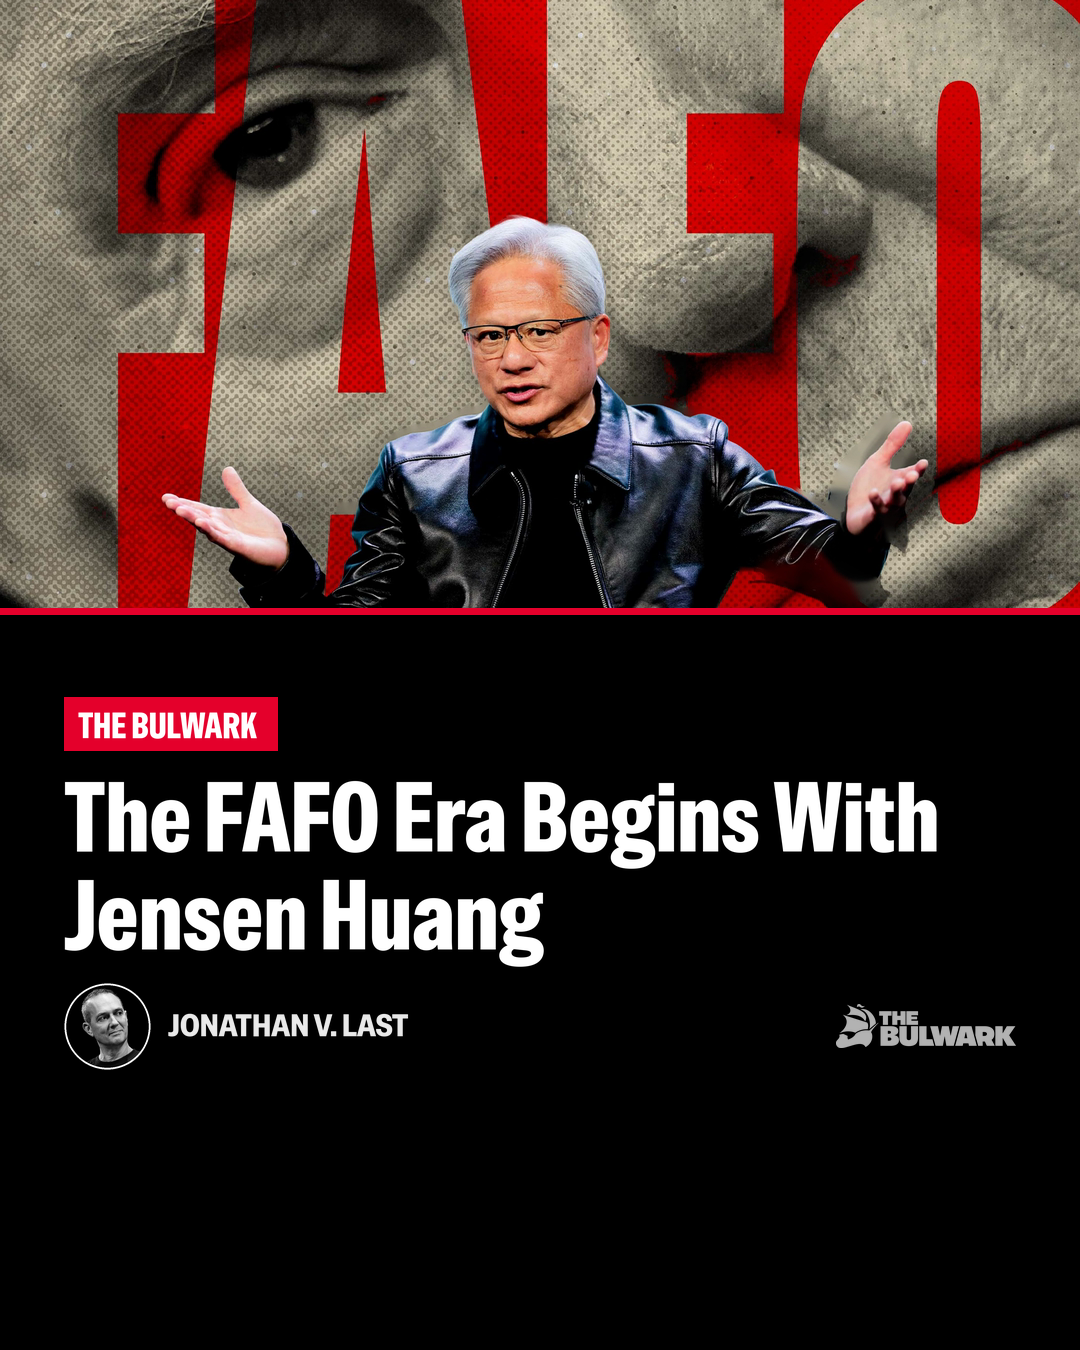 FAFO
THE BULWARK
The FAFO Era Begins With
Jensen Huang
JONATHAN V. LAST
THE
BULWARK